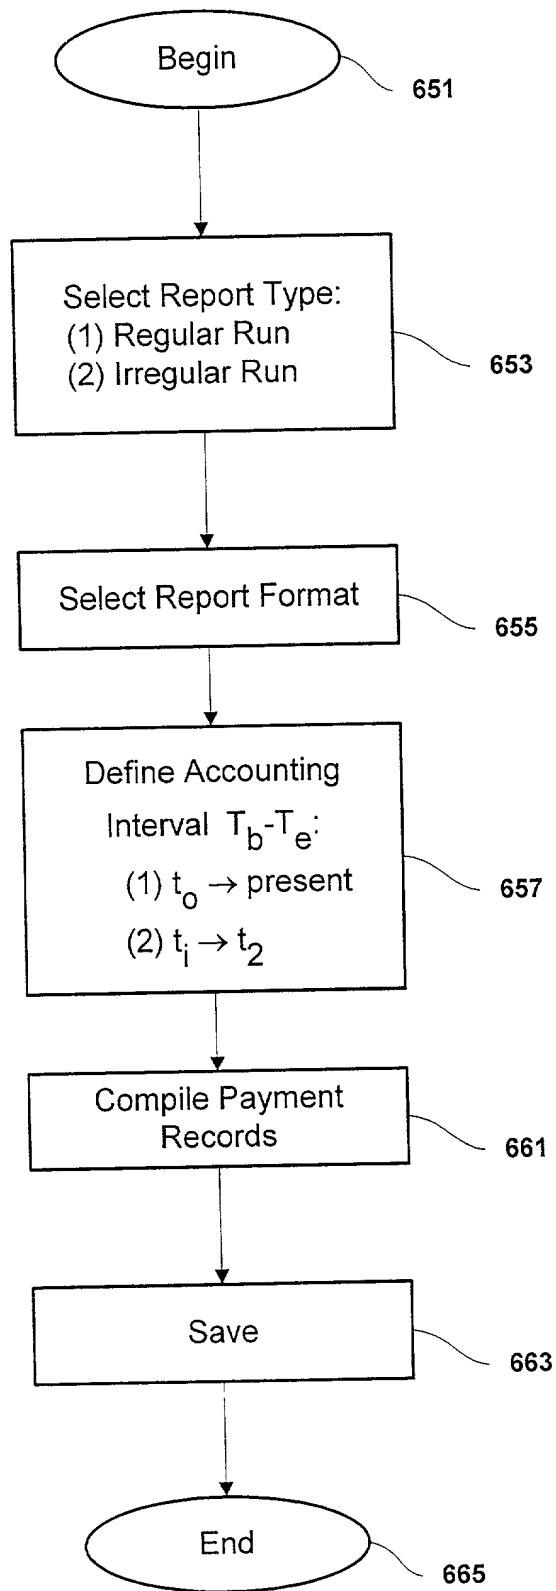 Begin
651
Select Report Type:
(1) Regular Run
(2) Irregular Run
653
Select Report Format
655
Define Accounting
Interval T_b-T_e:
(1) t_o → present
(2) t_i → t_2
657
Compile Payment
Records
661
Save
663
End
665